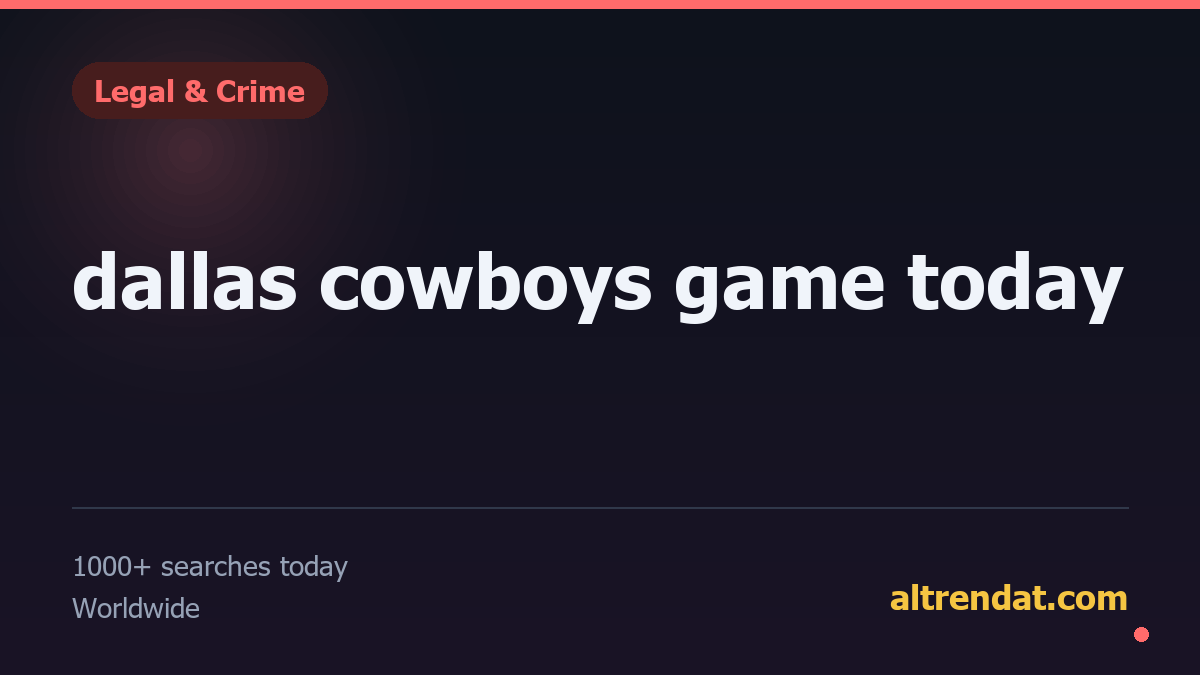 Legal & Crime
dallas cowboys game today
1000+ searches today
Worldwide
altrendat.com